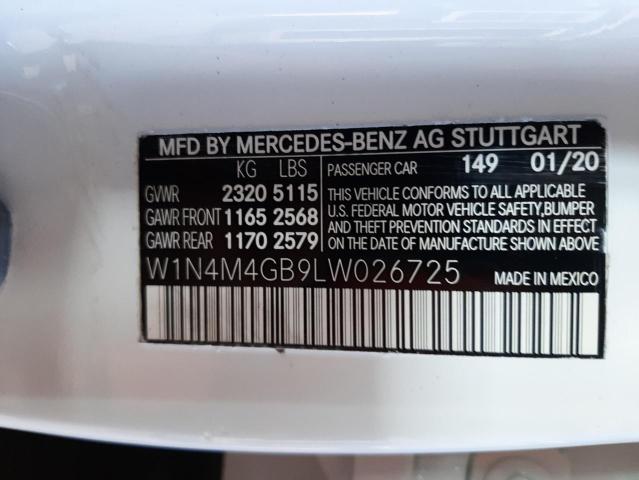 MFD BY MERCEDES-BENZ AG STUTTGART
KG LBS PASSENGER CAR 149 01/20
GVWR 2320 5115 THIS VEHICLE CONFORMS TO ALL APPLICABLE
GAWR FRONT 1165 2568 U.S. FEDERAL MOTOR VEHICLE SAFETY,BUMPER
AND THEFT PREVENTION STANDARDS IN EFFECT
GAWR REAR 1170 2579 ON THE DATE OF MANUFACTURE SHOWN ABOVE
W1N4M4GB9LW026725 MADE IN MEXICO